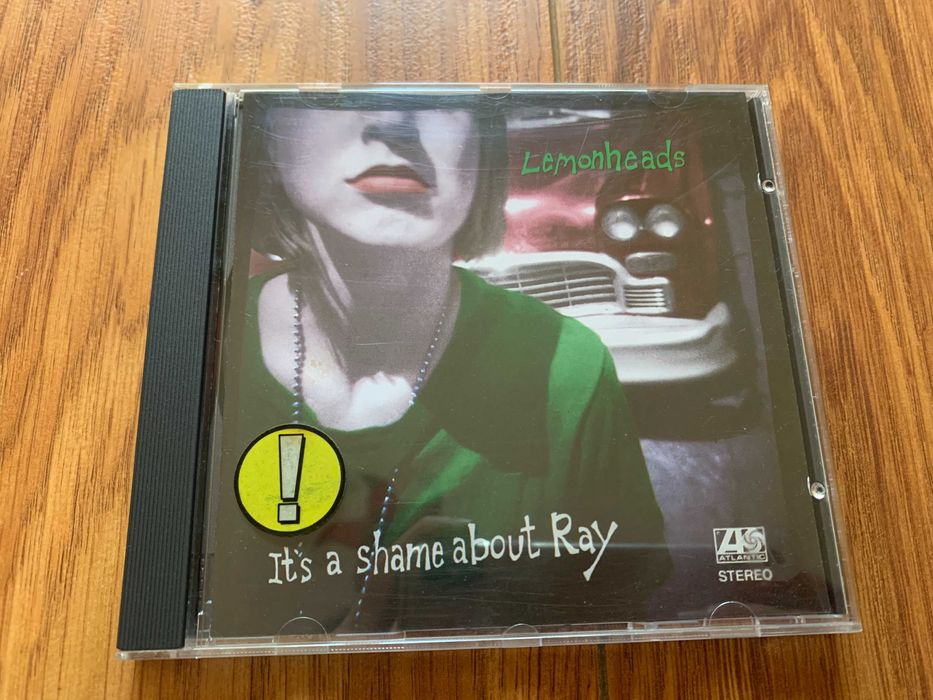 Lemonheads
!
It's a shame about Ray
ATLANTIC
STEREO